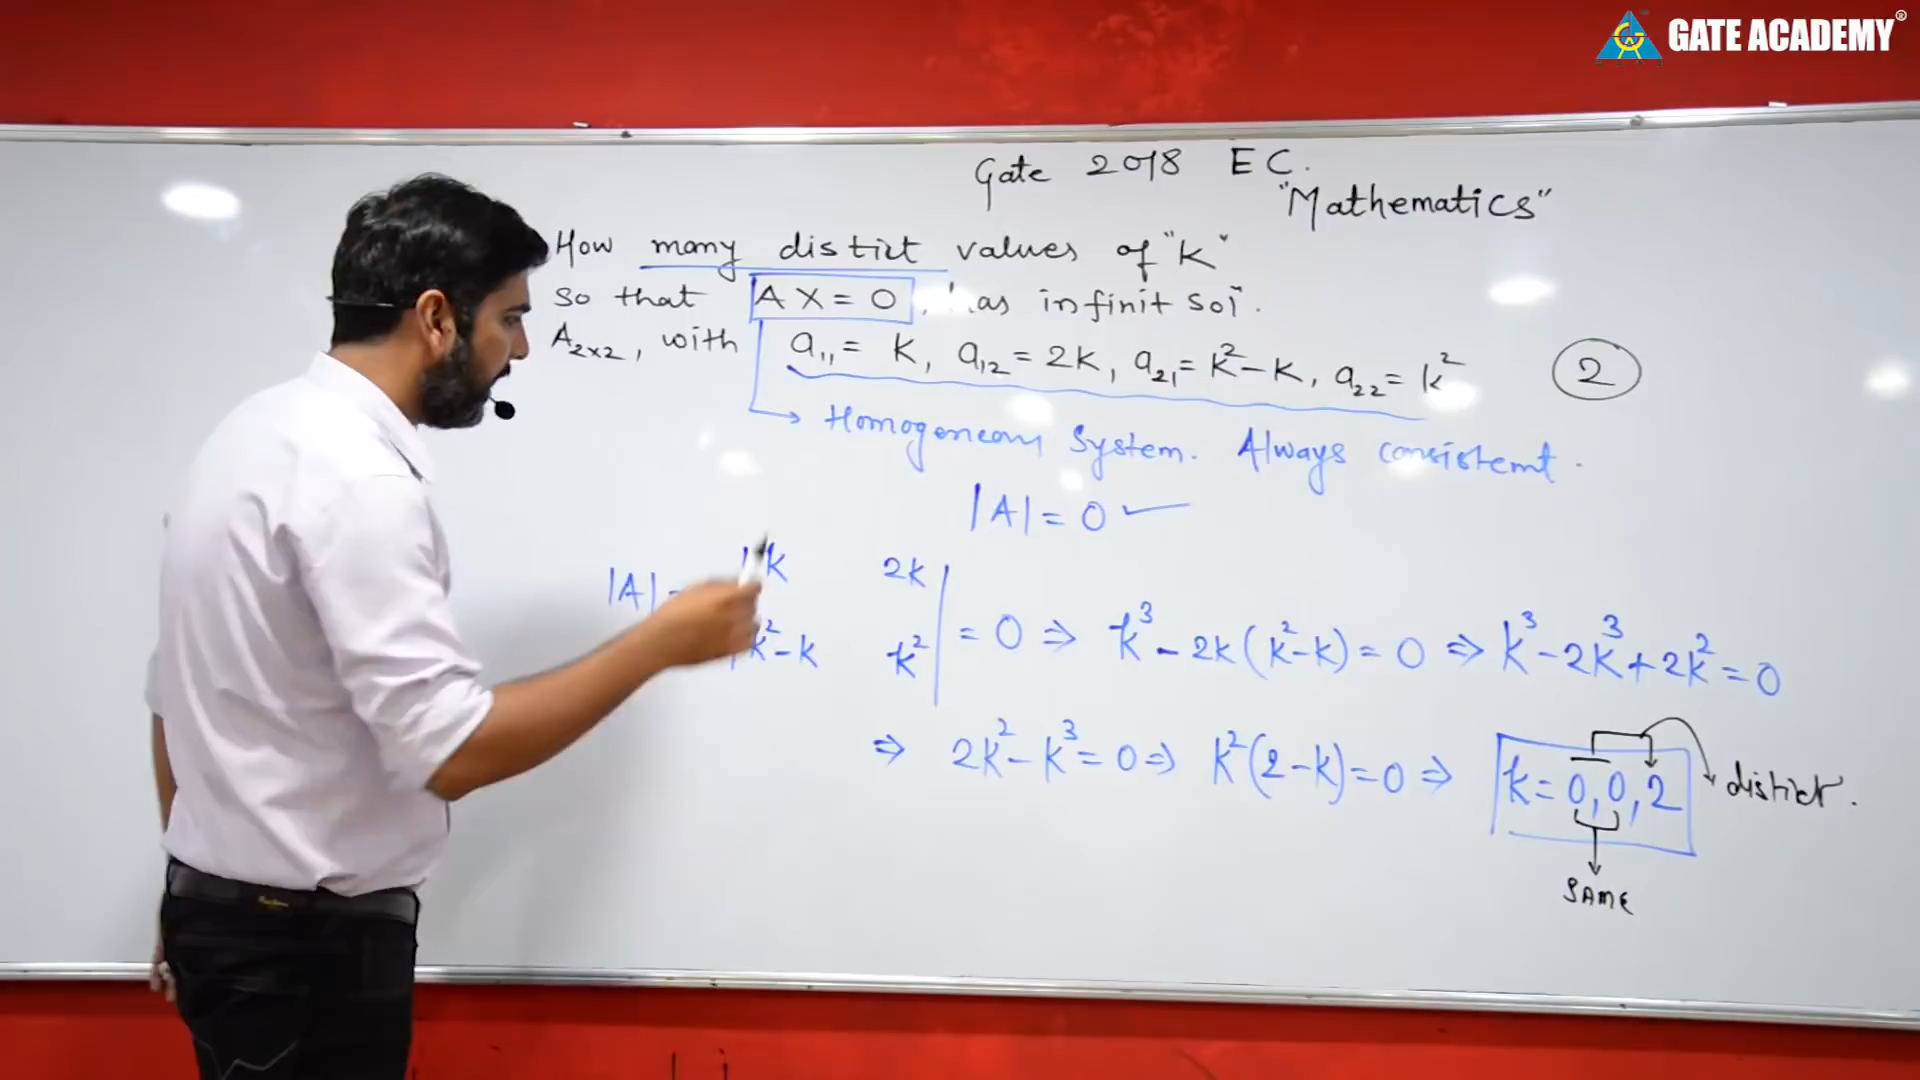 GATE ACADEMY®
Gate 2018 EC.
"Mathematics"
How many distict values of "K"
so that AX = 0, has infinit solⁿ.
A₂ₓ₂, with a₁₁ = K, a₁₂ = 2K, a₂₁ = K² - K, a₂₂ = K² 2
Homogeneous System. Always consistemt.
|A| = 0 ✓
|A| = | K 2K |
| K² - K K² | = 0 ⇒ K³ - 2K(K² - K) = 0 ⇒ K³ - 2K³ + 2K² = 0
⇒ 2K² - K³ = 0 ⇒ K²(2 - K) = 0 ⇒ K = 0, 0, 2 distict.
SAME